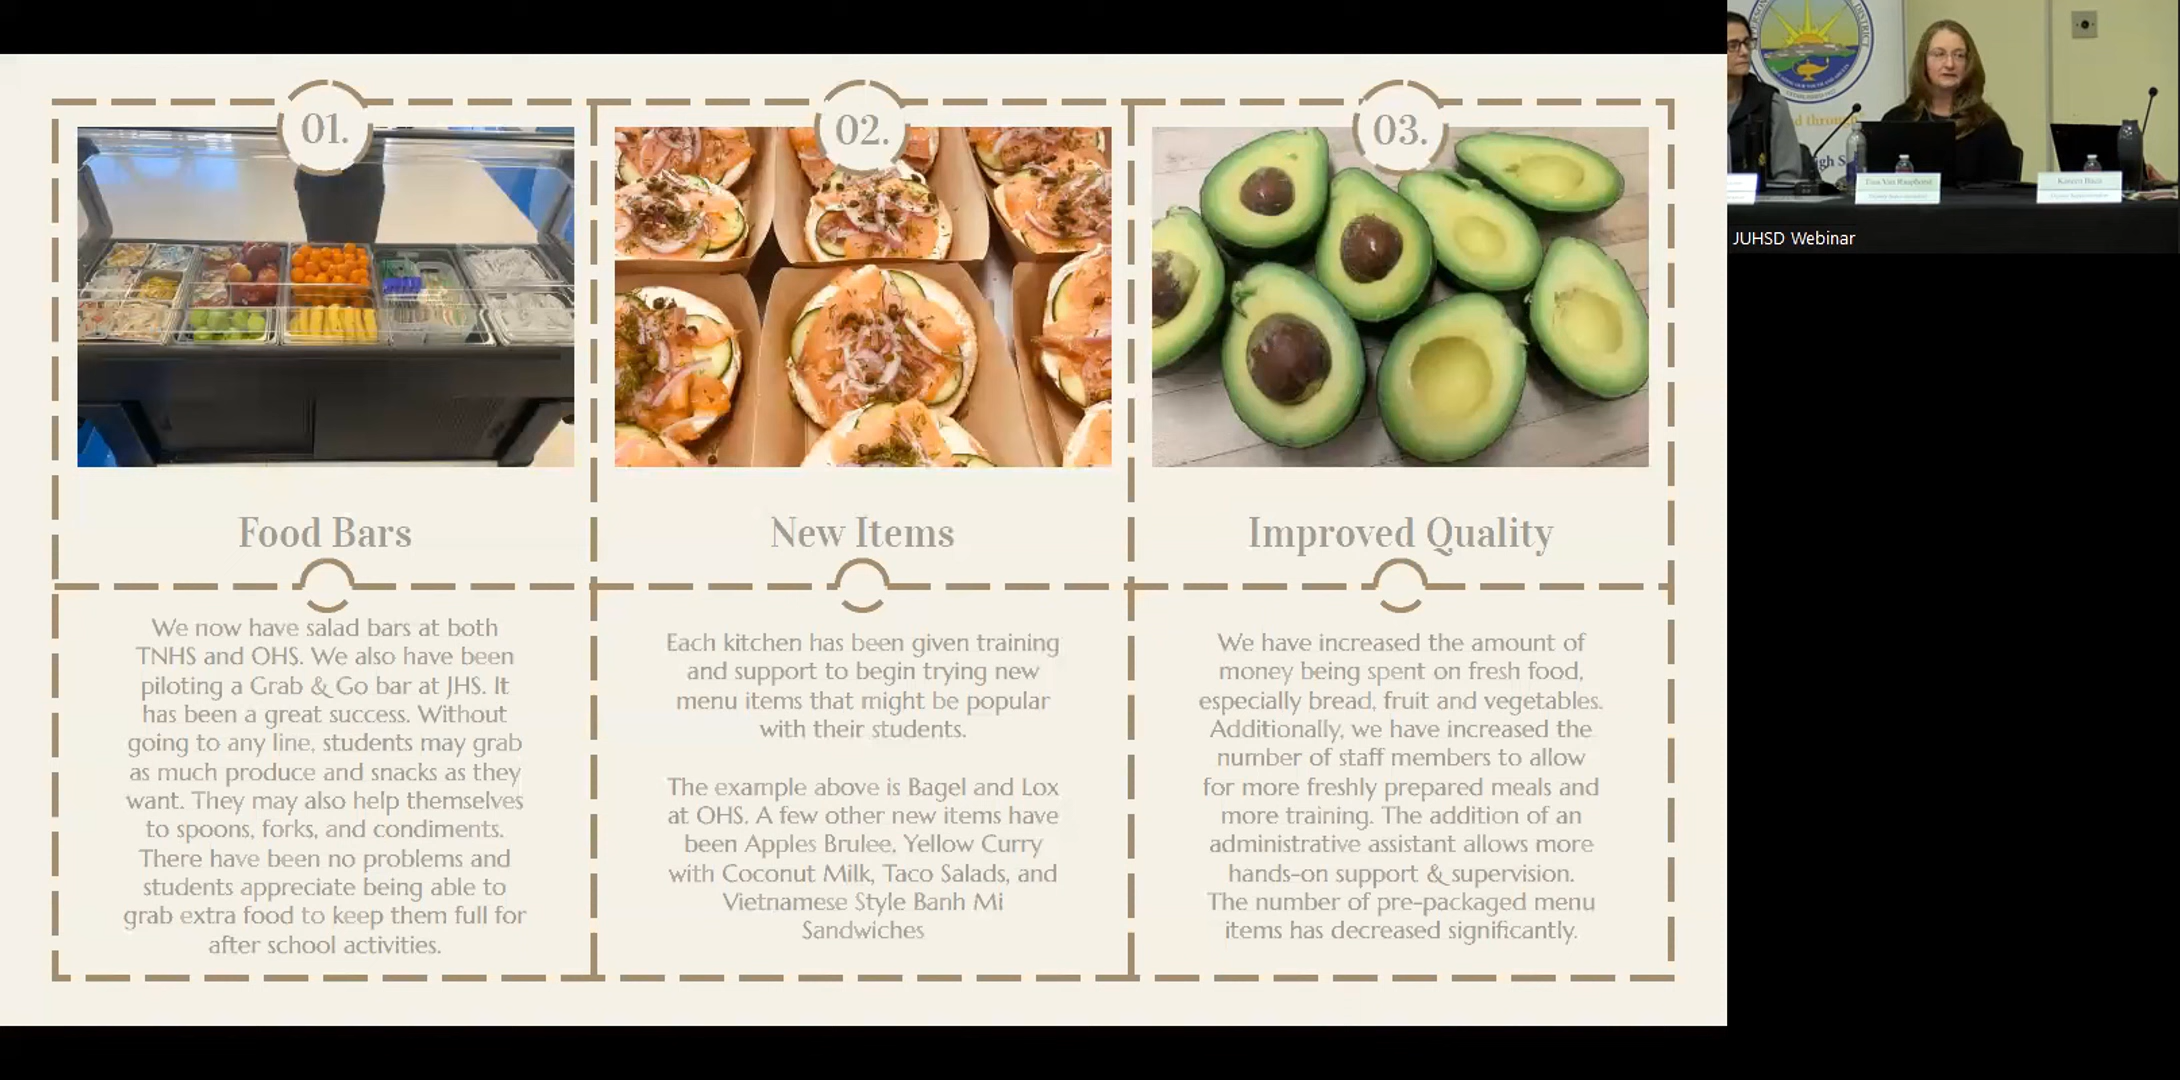 01.
Food Bars
We now have salad bars at both
TNHS and OHS. We also have been
piloting a Grab & Go bar at JHS. It
has been a great success. Without
going to any line, students may grab
as much produce and snacks as they
want. They may also help themselves
to spoons, forks, and condiments.
There have been no problems and
students appreciate being able to
grab extra food to keep them full for
after school activities.
02.
New Items
Each kitchen has been given training
and support to begin trying new
menu items that might be popular
with their students.
The example above is Bagel and Lox
at OHS. A few other new items have
been Apples Brulee, Yellow Curry
with Coconut Milk, Taco Salads, and
Vietnamese Style Banh Mi
Sandwiches
03.
Improved Quality
We have increased the amount of
money being spent on fresh food,
especially bread, fruit and vegetables.
Additionally, we have increased the
number of staff members to allow
for more freshly prepared meals and
more training. The addition of an
administrative assistant allows more
hands-on support & supervision.
The number of pre-packaged menu
items has decreased significantly.
DISTRICT
d through
igh S
JUHSD Webinar